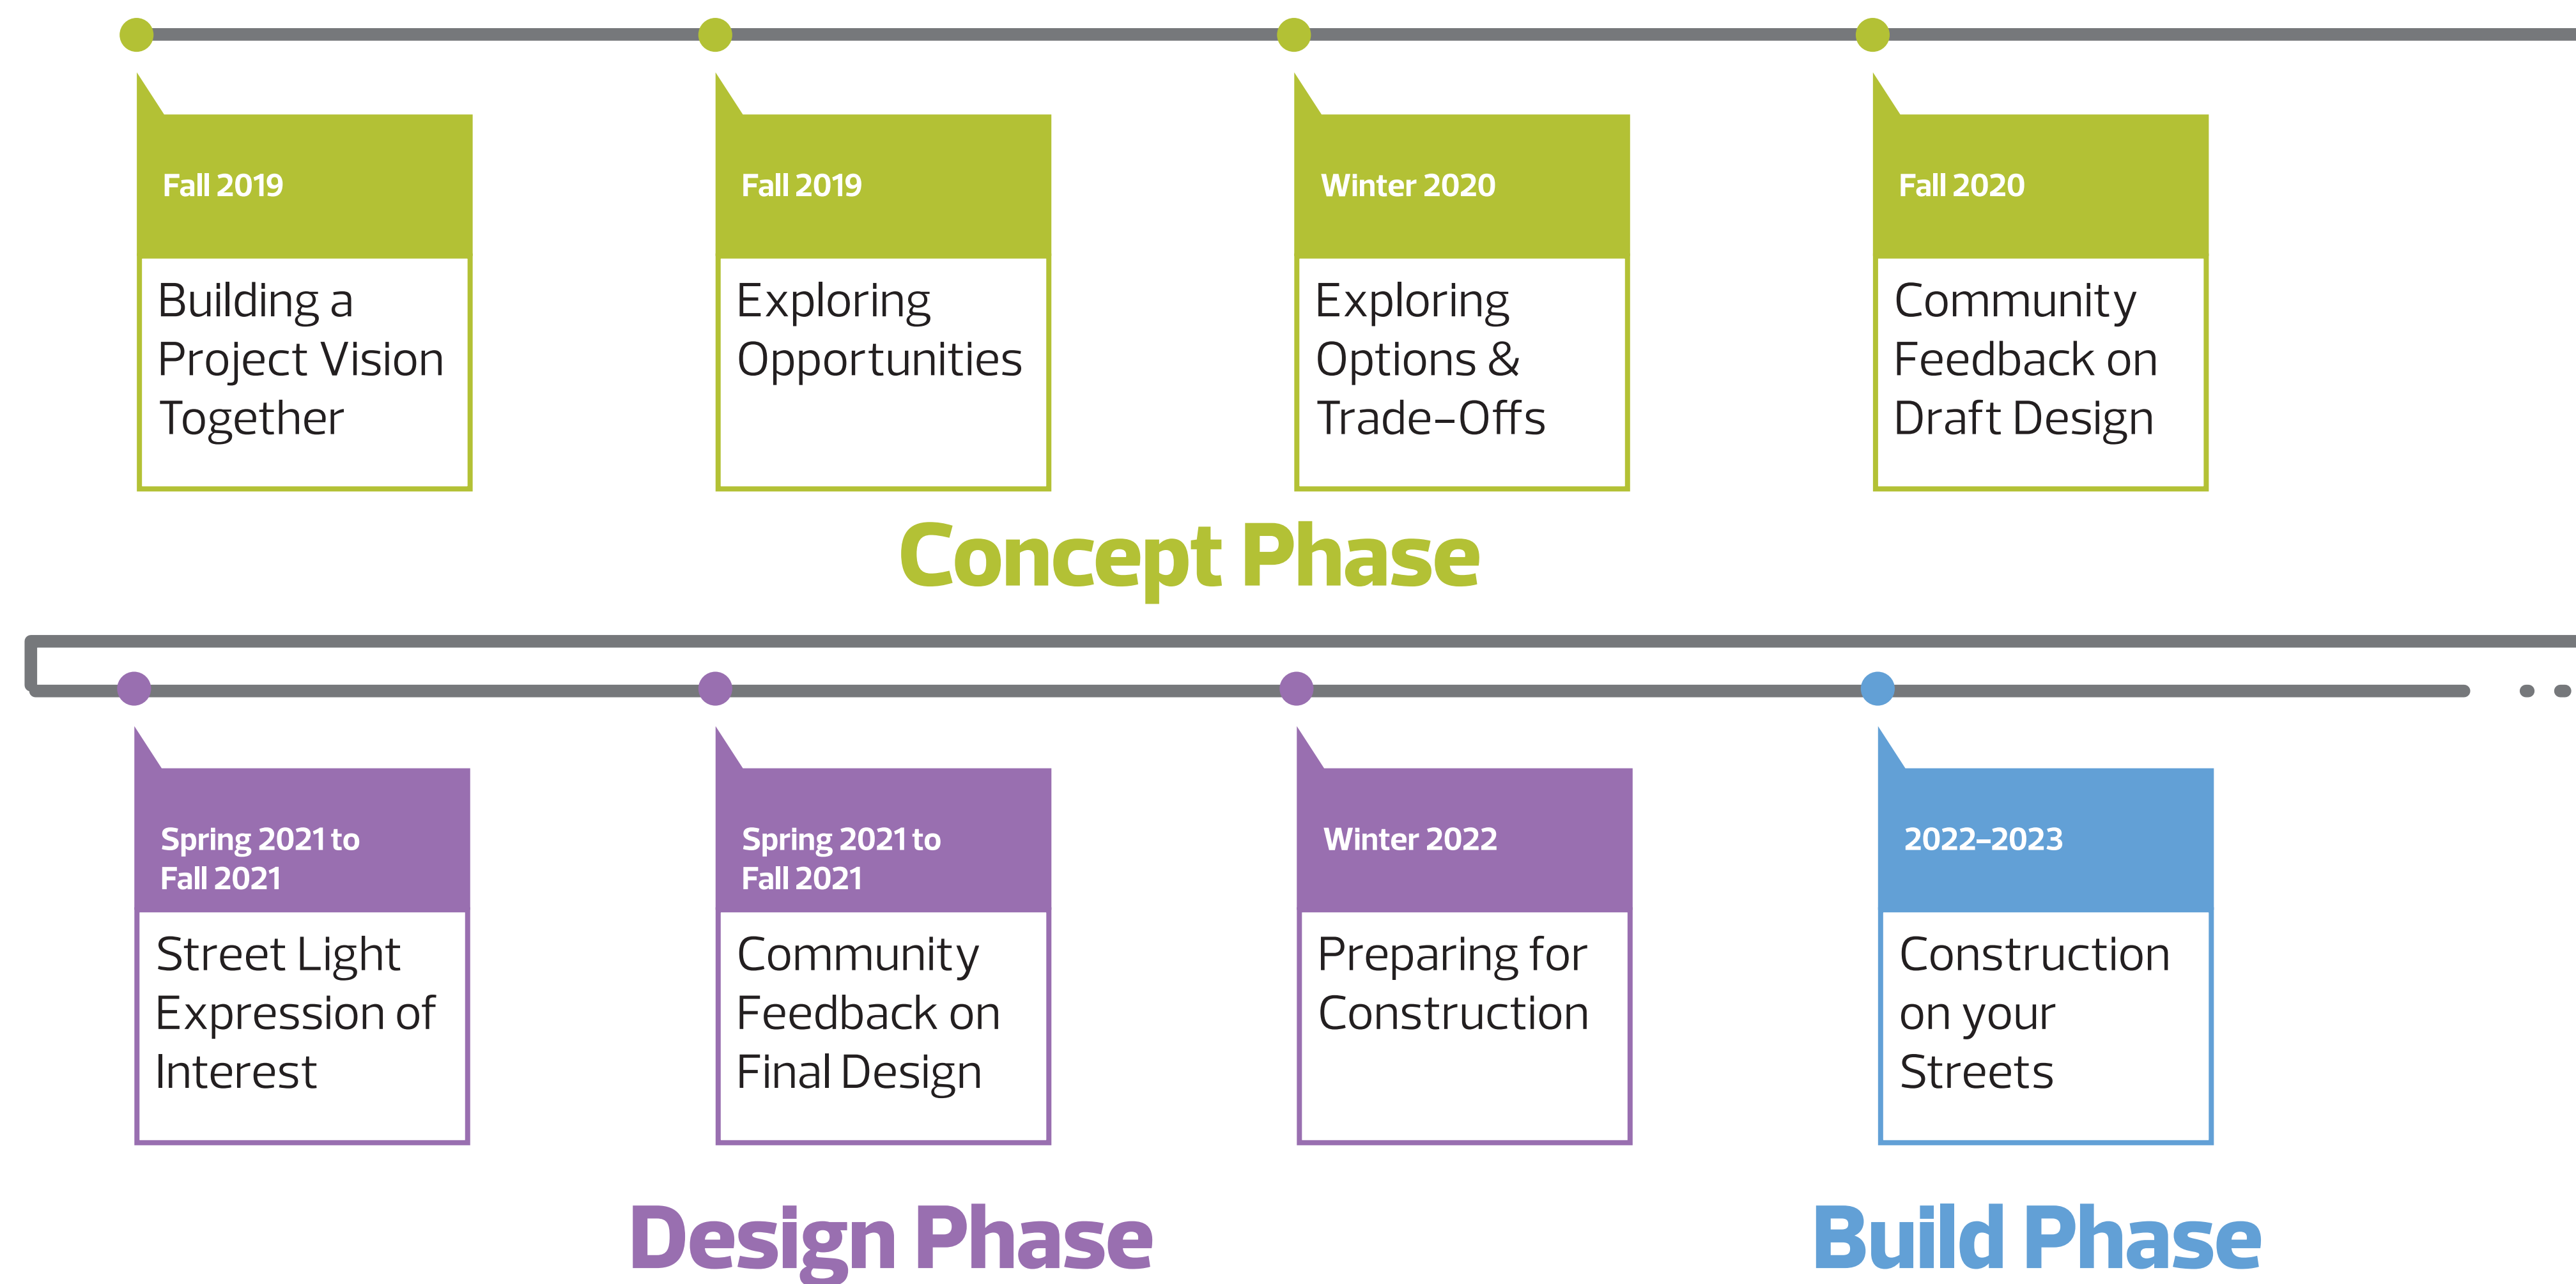 Fall 2019
Building a
Project Vision
Together
Fall 2019
Exploring
Opportunities
Winter 2020
Exploring
Options &
Trade-Offs
Fall 2020
Community
Feedback on
Draft Design
Concept Phase
Spring 2021 to
Fall 2021
Street Light
Expression of
Interest
Spring 2021 to
Fall 2021
Community
Feedback on
Final Design
Winter 2022
Preparing for
Construction
2022-2023
Construction
on your
Streets
Design Phase
Build Phase